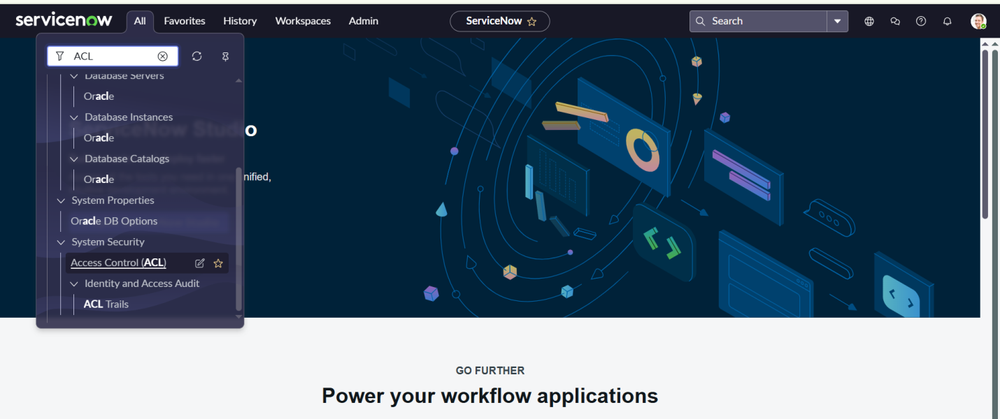 servicenow All Favorites History Workspaces Admin ServiceNow Search
ACL
Database Servers
Oracle
Database Instances
Oracle
Database Catalogs
Oracle
System Properties
Oracle DB Options
System Security
Access Control (ACL)
Identity and Access Audit
ACL Trails
ServiceNow Studio
nified,
GO FURTHER
Power your workflow applications